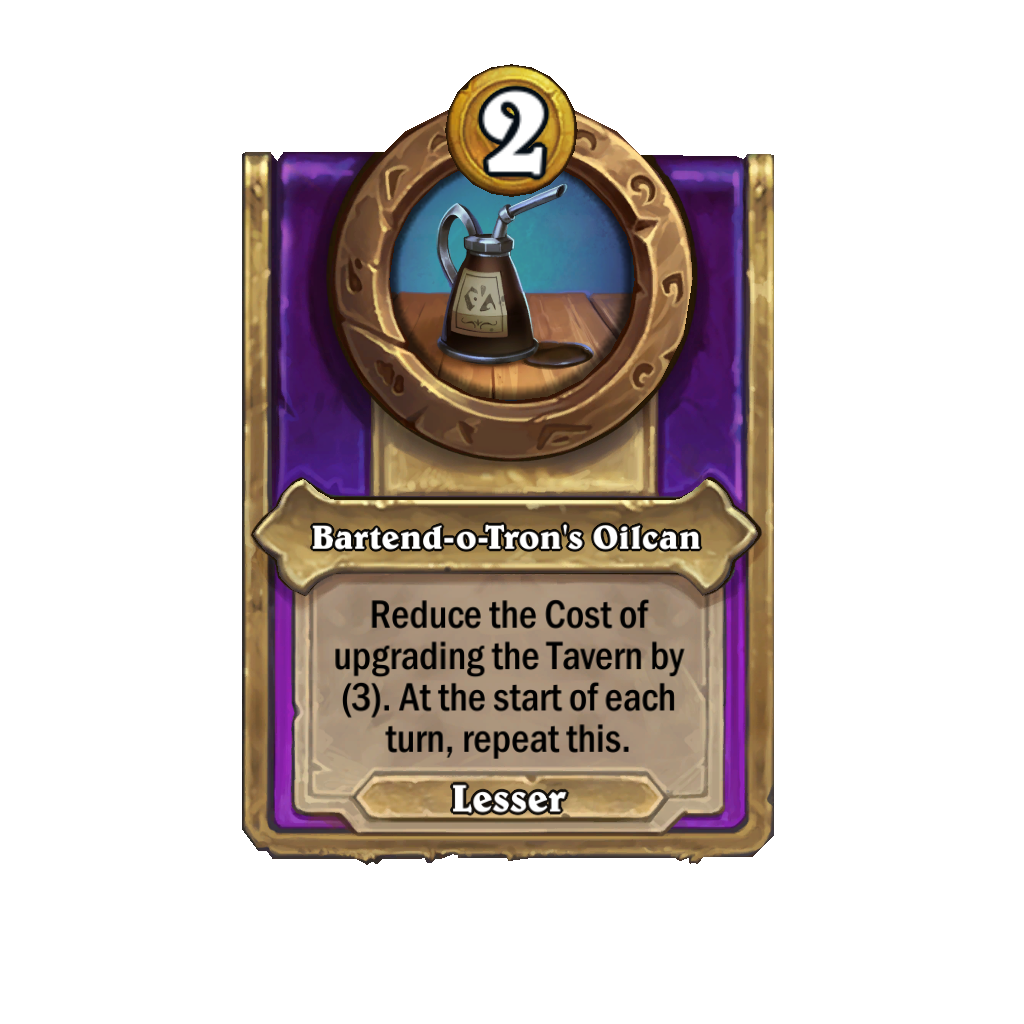 2
Bartend-o-Tron's Oilcan
Reduce the Cost of
upgrading the Tavern by
(3). At the start of each
turn, repeat this.
Lesser